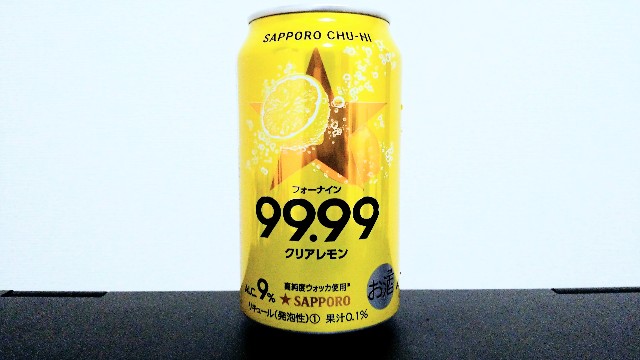 SAPPORO CHU-HI
フォーナイン
99.99
クリアレモン
ALC.9%
高純度ウォッカ使用*
★SAPPORO
お酒
リキュール(発泡性)① 果汁0.1%